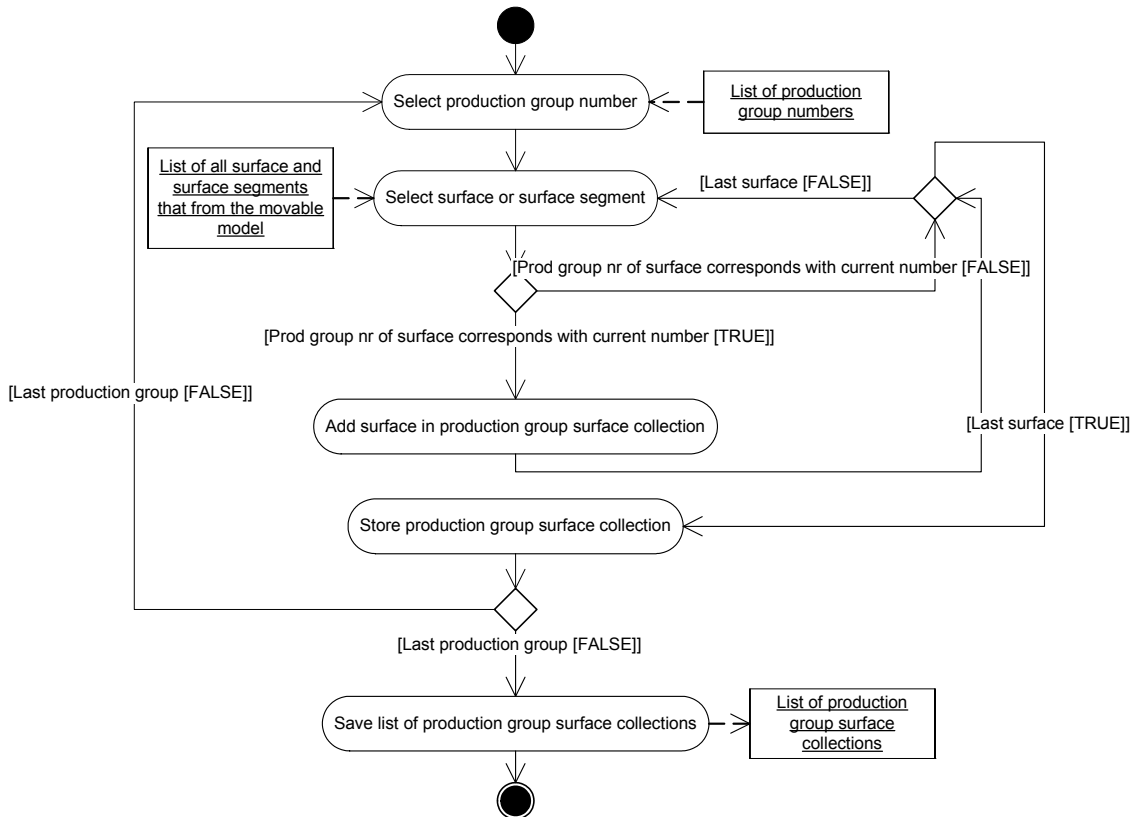 Select production group number
List of production
group numbers
List of all surface and
surface segments
that from the movable
model
Select surface or surface segment
[Last surface [FALSE]]
[Prod group nr of surface corresponds with current number [FALSE]]
[Prod group nr of surface corresponds with current number [TRUE]]
[Last production group [FALSE]]
Add surface in production group surface collection
[Last surface [TRUE]]
Store production group surface collection
[Last production group [FALSE]]
Save list of production group surface collections
List of production
group surface
collections